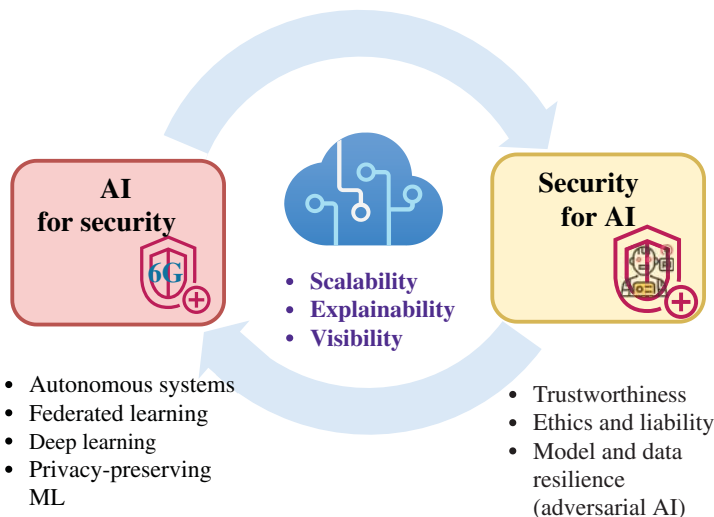 AI
for security
6G
Security
for AI
• Scalability
• Explainability
• Visibility
• Autonomous systems
• Federated learning
• Deep learning
• Privacy-preserving
ML
• Trustworthiness
• Ethics and liability
• Model and data
resilience
(adversarial AI)